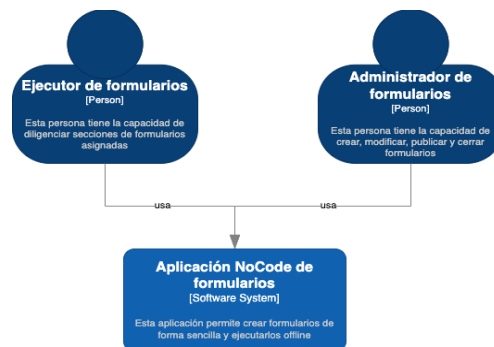 Ejecutor de formularios
[Person]
Esta persona tiene la capacidad de
diligenciar secciones de formularios
asignadas
Administrador de
formularios
[Person]
Esta persona tiene la capacidad de
crear, modificar, publicar y cerrar
formularios
usa
usa
Aplicación NoCode de
formularios
[Software System]
Esta aplicación permite crear formularios de
forma sencilla y ejecutarlos offline